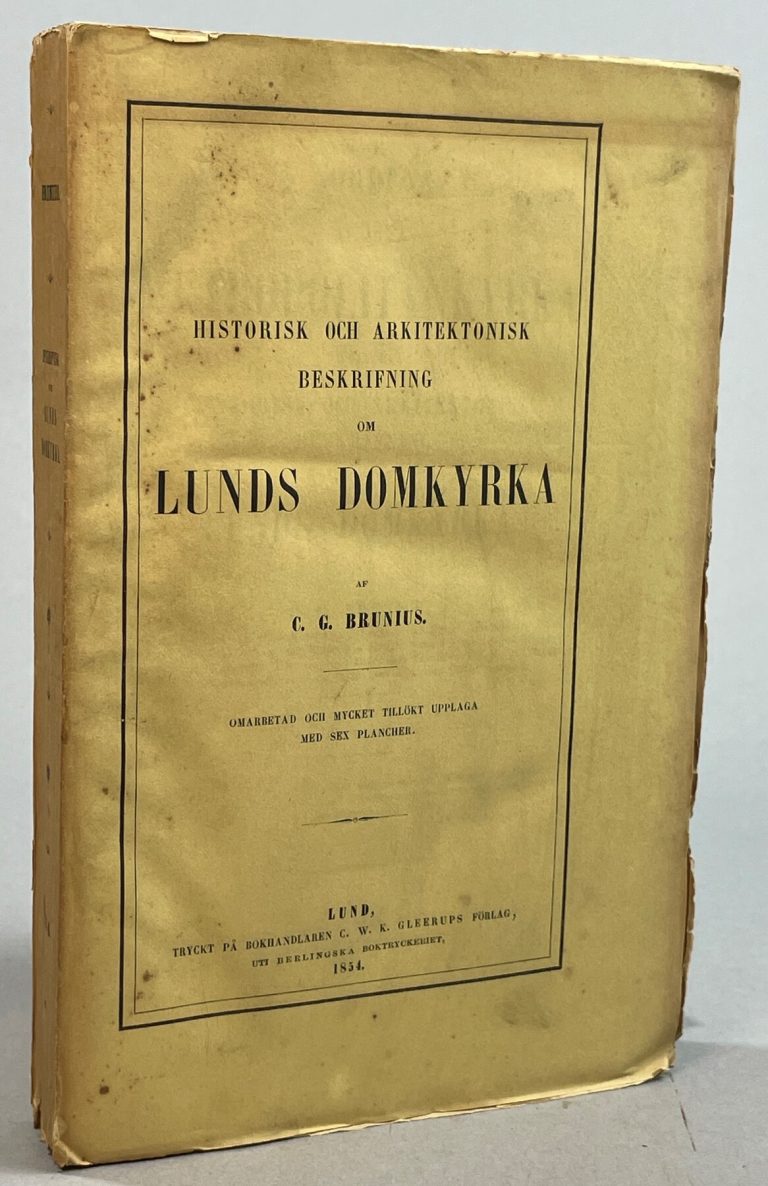 HISTORISK OCH ARKITEKTONISK
BESKRIFNING
OM
LUNDS DOMKYRKA
AF
C. G. BRUNIUS.
OMARBETAD OCH MYCKET TILLÖKT UPPLAGA
MED SEX PLANCHER.
LUND,
TRYCKT PÅ BOKHANDLAREN C. W. K. GLEERUPS FÖRLAG,
UTI BERLINGSKA BOKTRYCKERIET,
1854.